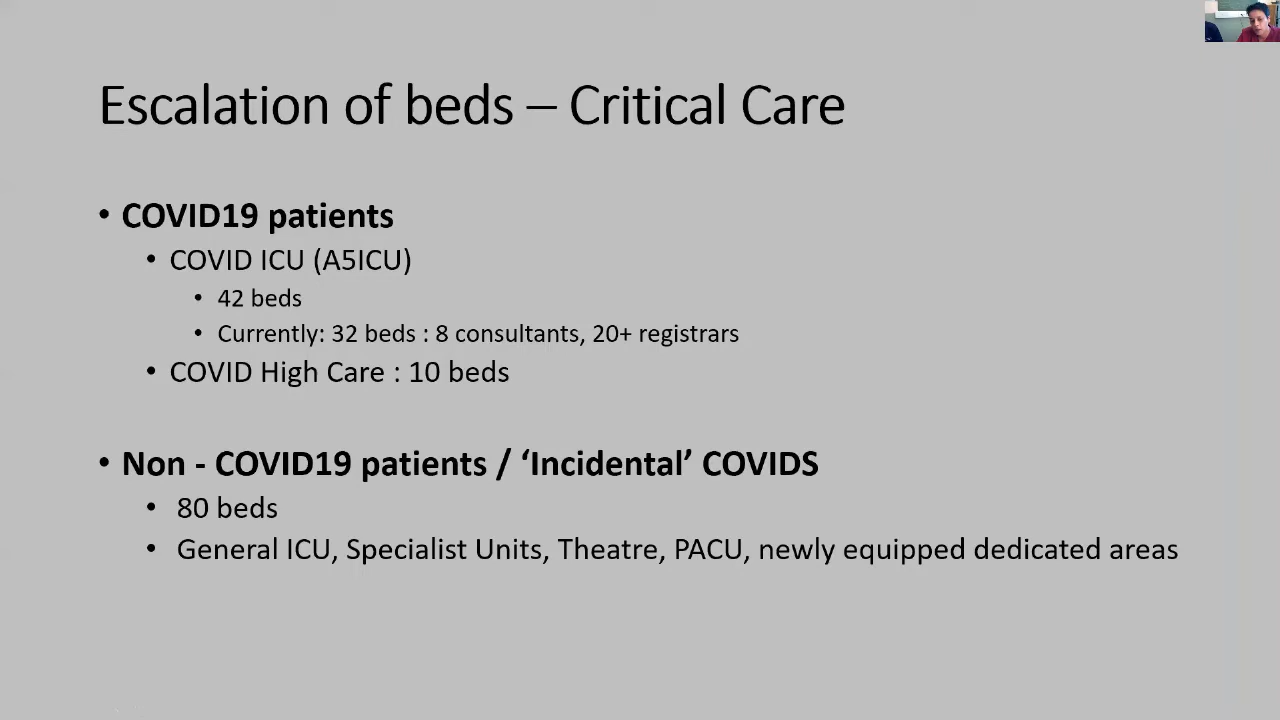 Escalation of beds – Critical Care
• COVID19 patients
• COVID ICU (A5ICU)
• 42 beds
• Currently: 32 beds : 8 consultants, 20+ registrars
• COVID High Care : 10 beds
• Non - COVID19 patients / ‘Incidental’ COVIDS
• 80 beds
• General ICU, Specialist Units, Theatre, PACU, newly equipped dedicated areas